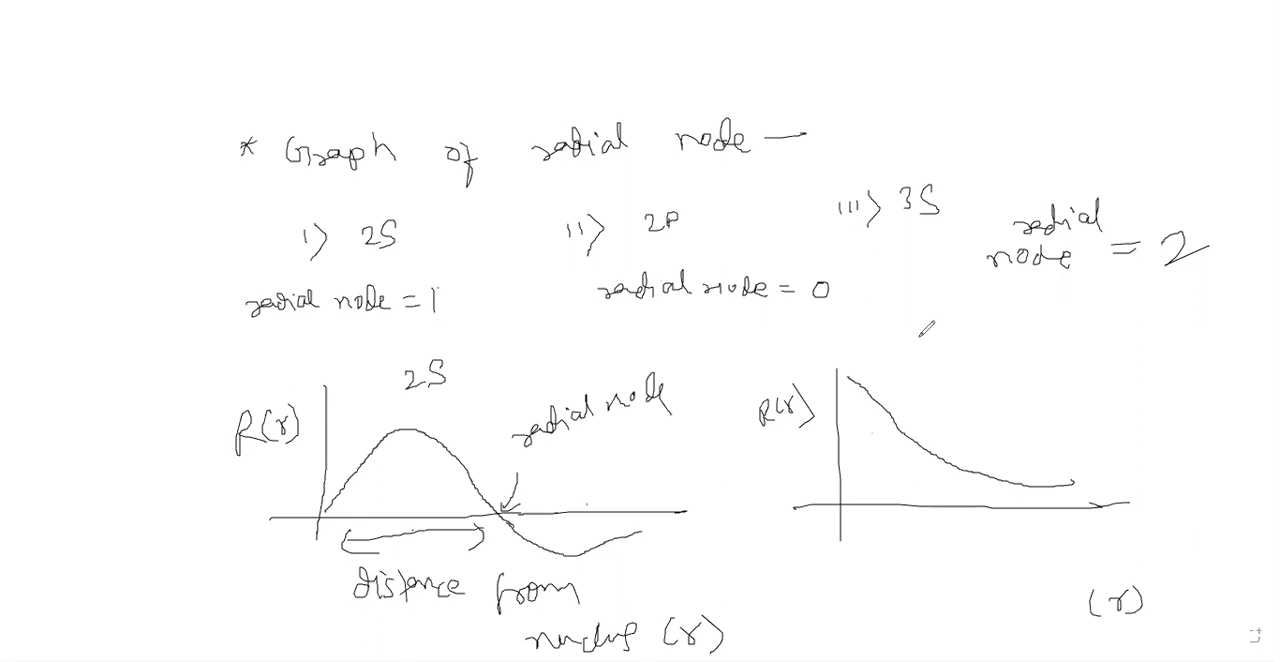 * Graph of radial node —
i) 2S
ii) 2P
iii) 3S
radial node = 2
radial node = 1
radial node = 0
2S
R(r)
radial node
distance from
nucleus (r)
R(r)
(r)